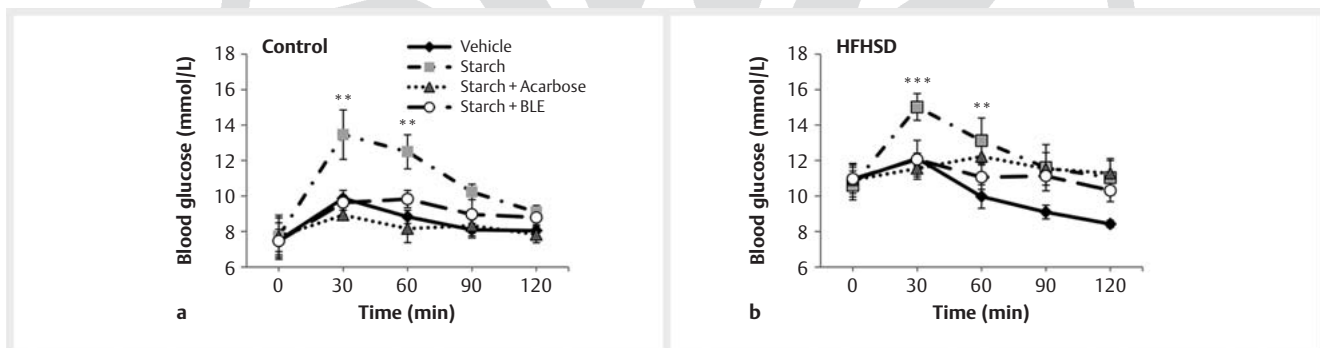 Control
Vehicle
Starch
Starch + Acarbose
Starch + BLE
Blood glucose (mmol/L)
18
16
14
12
10
8
6
**
**
0 30 60 90 120
Time (min)
a
HFHSD
Blood glucose (mmol/L)
18
16
14
12
10
8
6
***
**
0 30 60 90 120
Time (min)
b